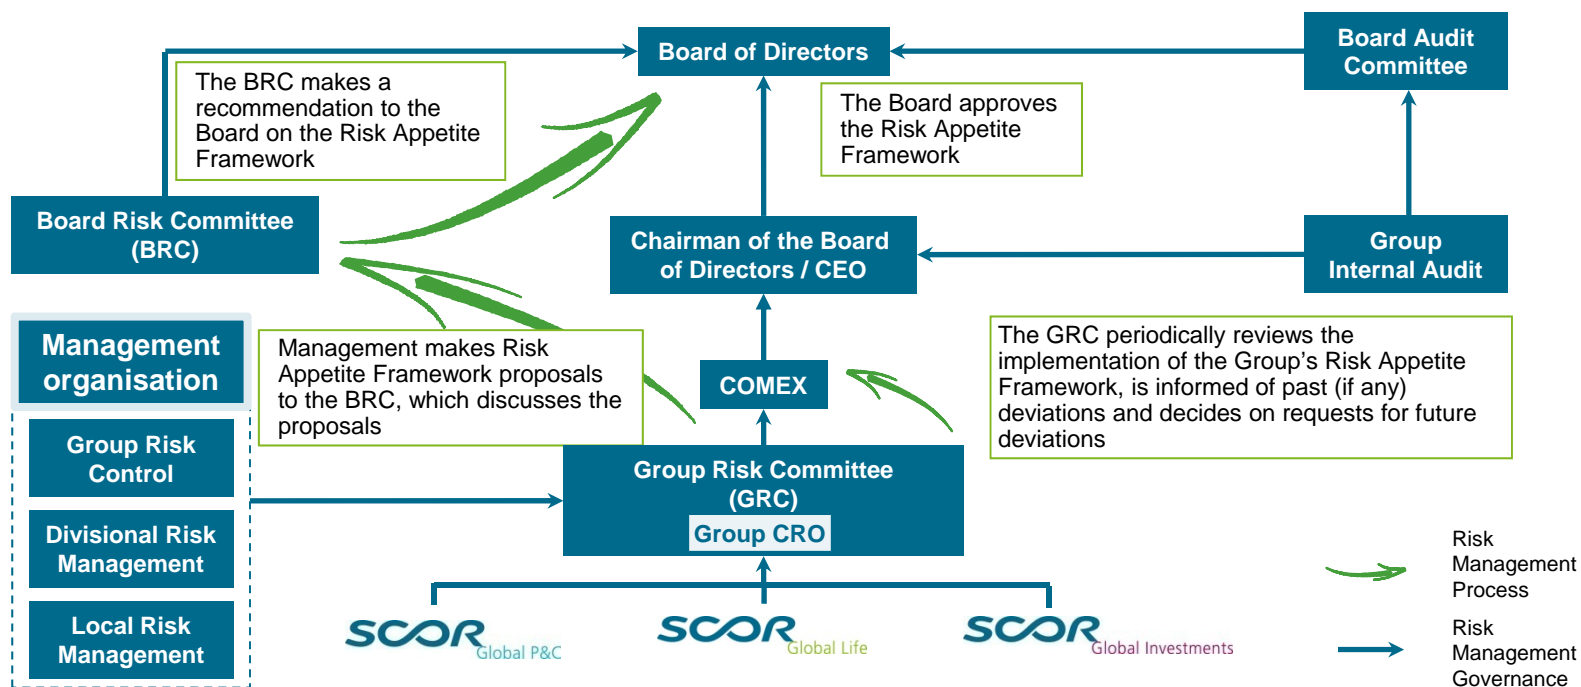 Board of Directors
Board Audit
Committee
The BRC makes a
recommendation to the
Board on the Risk Appetite
Framework
The Board approves
the Risk Appetite
Framework
Board Risk Committee
(BRC)
Chairman of the Board
of Directors / CEO
Group
Internal Audit
Management
organisation
Management makes Risk
Appetite Framework proposals
to the BRC, which discusses the
proposals
COMEX
The GRC periodically reviews the
implementation of the Group's Risk Appetite
Framework, is informed of past (if any)
deviations and decides on requests for future
deviations
Group Risk
Control
Divisional Risk
Management
Local Risk
Management
Group Risk Committee
(GRC)
Group CRO
SCOR
Global P&C
SCOR
Global Life
SCOR
Global Investments
Risk
Management
Process
Risk
Management
Governance